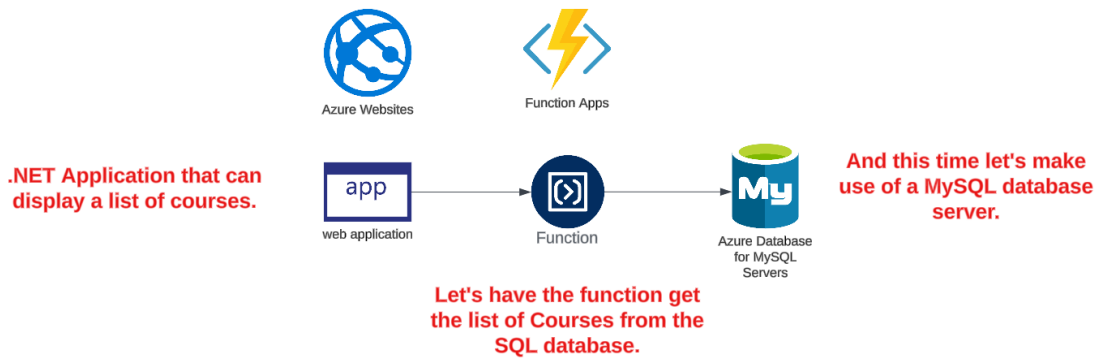 Azure Websites
Function Apps
.NET Application that can
display a list of courses.
app
web application
Function
My
Azure Database
for MySQL
Servers
And this time let's make
use of a MySQL database
server.
Let's have the function get
the list of Courses from the
SQL database.